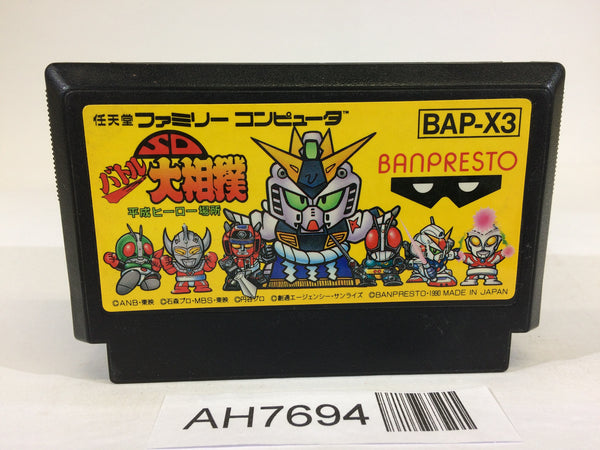 任天堂 ファミリー コンピュータ™
BAP-X3
SD
バトル
大相撲
平成ヒーロー場所
BANPRESTO
©ANB・東映 ©石森プロ・MBS・東映 ©円谷プロ ©創通エージェンシー・サンライズ ©BANPRESTO・1990 MADE IN JAPAN
AH7694